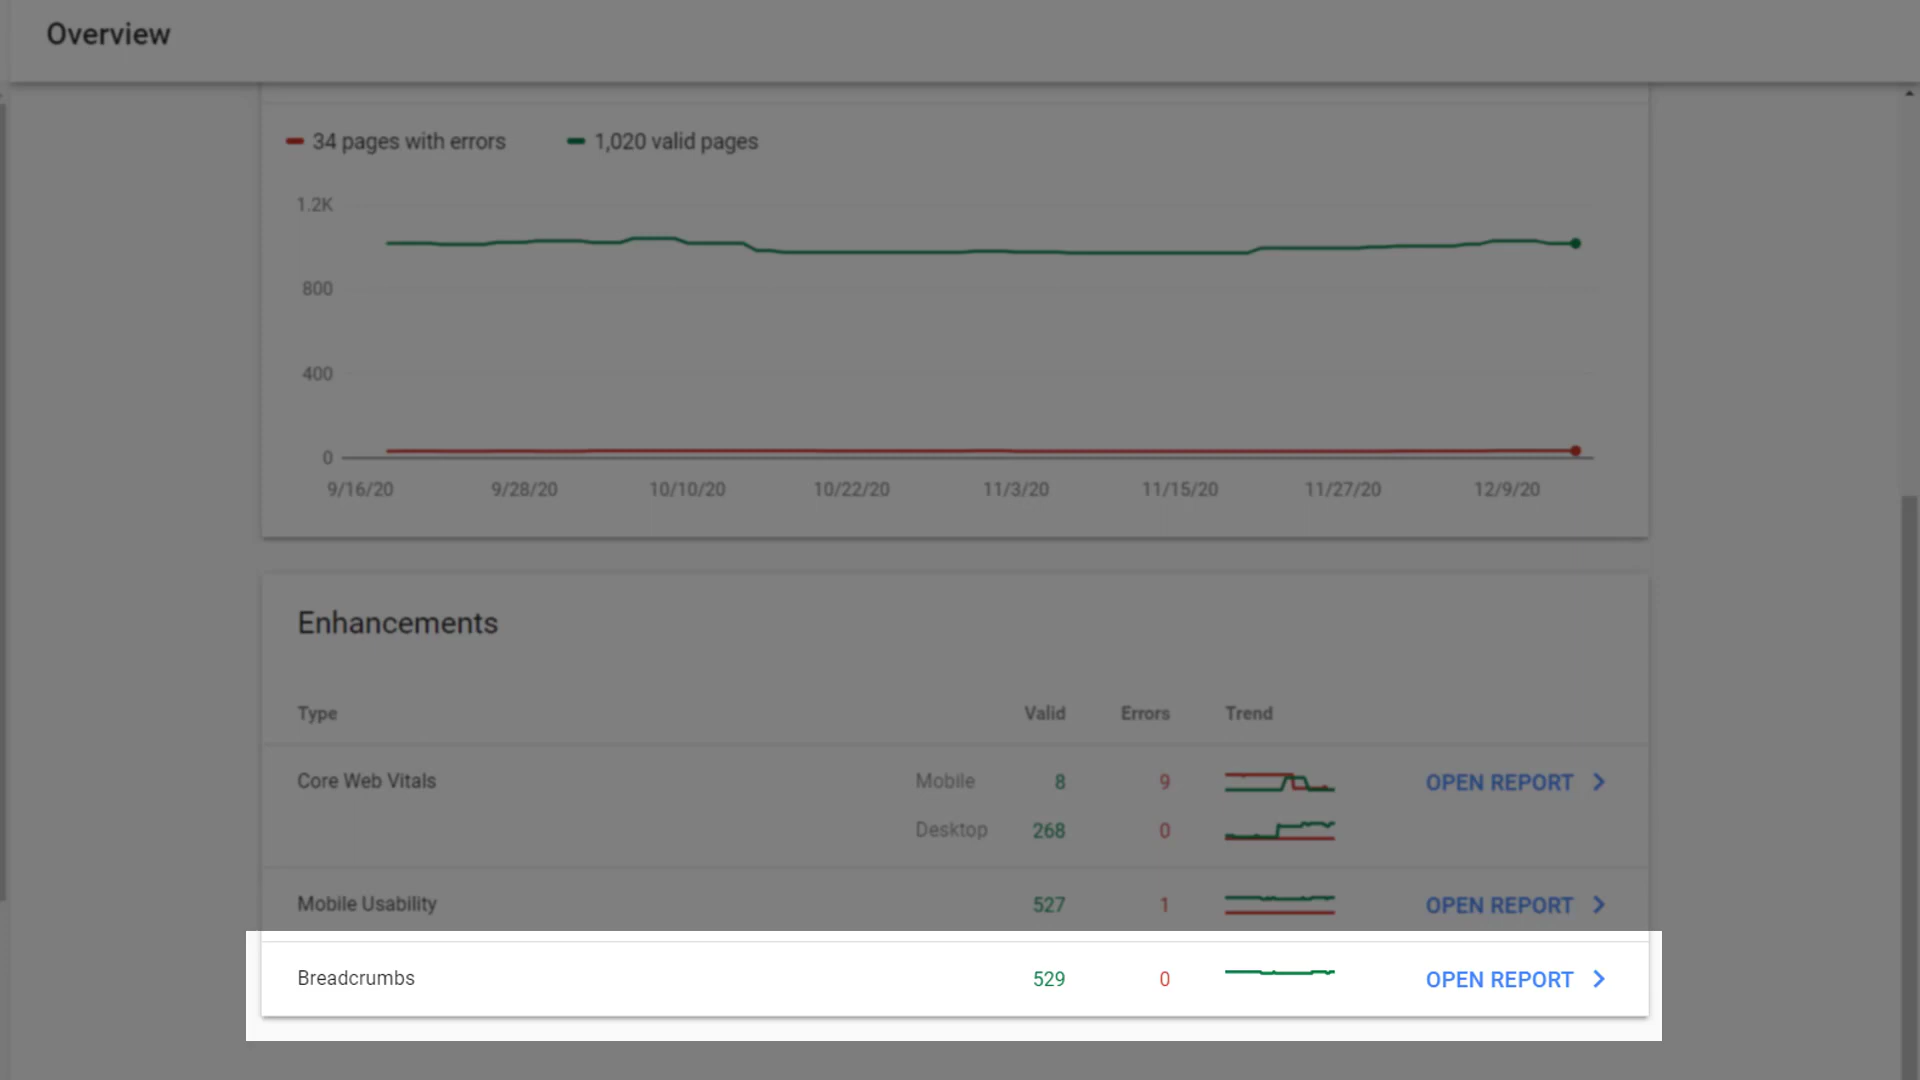 Overview
34 pages with errors 1,020 valid pages
1.2K
800
400
0
9/16/20 9/28/20 10/10/20 10/22/20 11/3/20 11/15/20 11/27/20 12/9/20
Enhancements
Type Valid Errors Trend
Core Web Vitals Mobile 8 9 OPEN REPORT
Desktop 268 0
Mobile Usability 527 1 OPEN REPORT
Breadcrumbs 529 0 OPEN REPORT